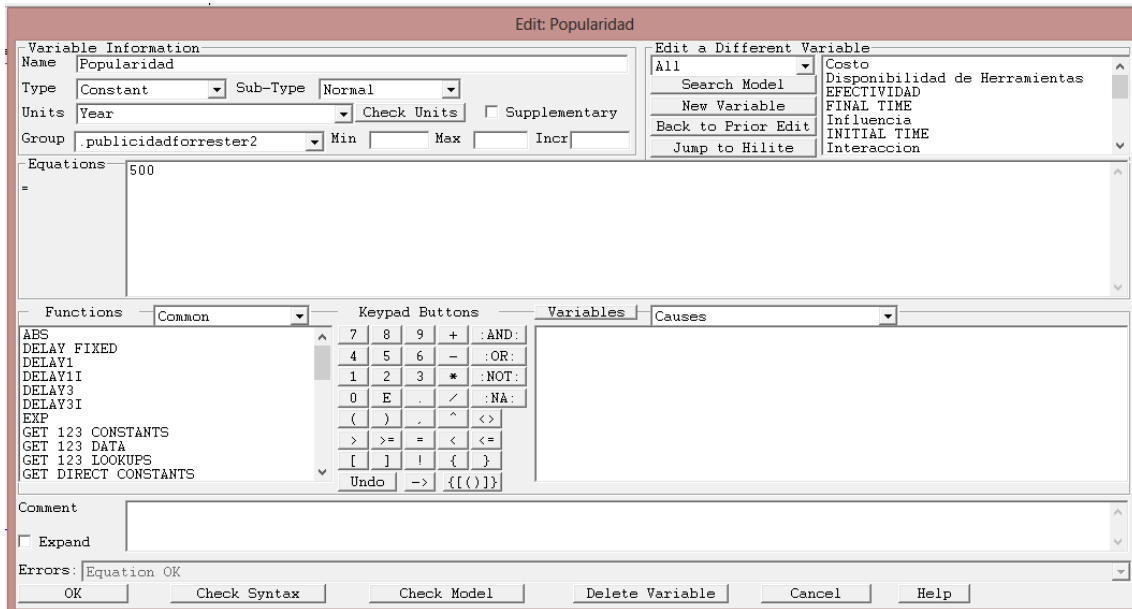 Edit: Popularidad
Variable Information
Name Popularidad
Type Constant Sub-Type Normal
Units Year Check Units Supplementary
Group .publicidadforrester2 Min Max Incr
Edit a Different Variable
All
Search Model
New Variable
Back to Prior Edit
Jump to Hilite
Costo
Disponibilidad de Herramientas
EFECTIVIDAD
FINAL TIME
Influencia
INITIAL TIME
Interaccion
Equations
=
500
Functions Common
ABS
DELAY FIXED
DELAY1
DELAY1I
DELAY3
DELAY3I
EXP
GET 123 CONSTANTS
GET 123 DATA
GET 123 LOOKUPS
GET DIRECT CONSTANTS
Keypad Buttons
7 8 9 + :AND:
4 5 6 - :OR:
1 2 3 * :NOT:
0 E . / :NA:
( ) , ^ <>
> >= = < <=
[ ] ! { }
Undo -> {[()]}
Variables Causes
Comment
Expand
Errors: Equation OK
OK Check Syntax Check Model Delete Variable Cancel Help